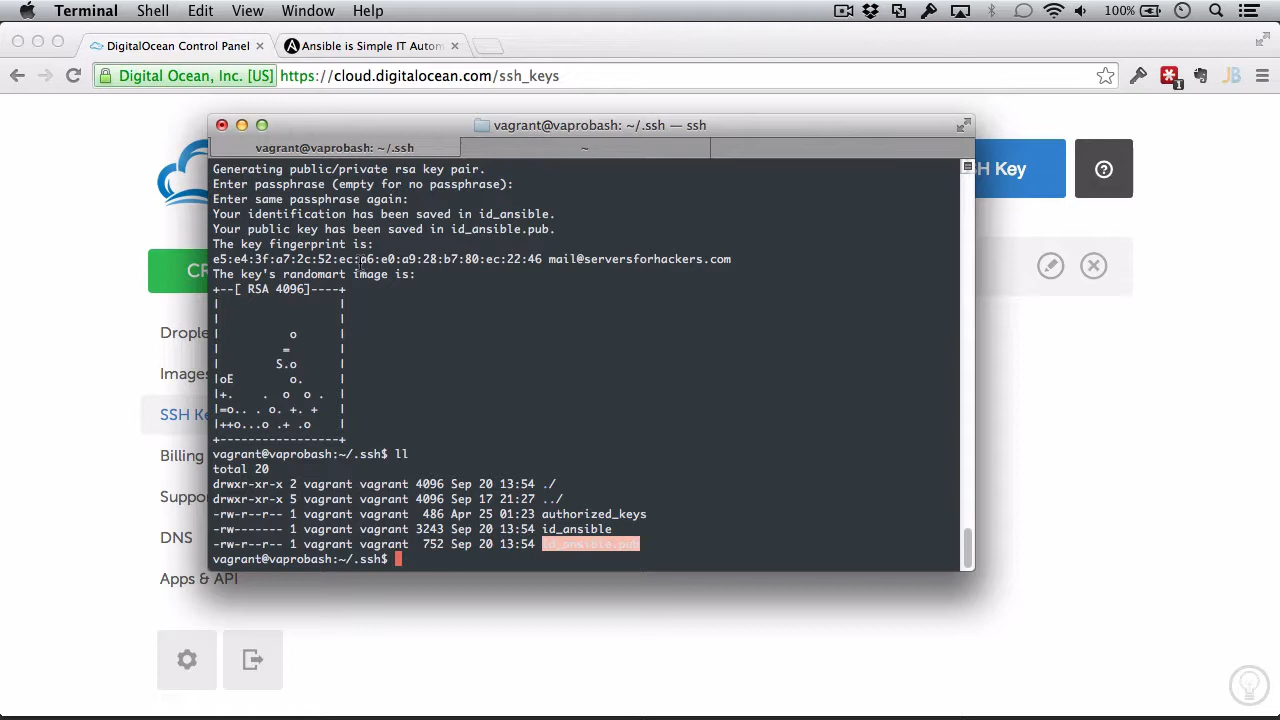 Terminal Shell Edit View Window Help 100%
DigitalOcean Control Panel × Ansible is Simple IT Autom ×
Digital Ocean, Inc. [US] https://cloud.digitalocean.com/ssh_keys
1 JB
vagrant@vaprobash: ~/.ssh — ssh
vagrant@vaprobash: ~/.ssh ~
Generating public/private rsa key pair.
Enter passphrase (empty for no passphrase):
Enter same passphrase again:
Your identification has been saved in id_ansible.
Your public key has been saved in id_ansible.pub.
The key fingerprint is:
mail@serversforhackers.com
The key's randomart image is:
+--[ RSA 4096]----+
|                 |
|                 |
|          o      |
|         =       |
|        S.o      |
|oE        o.     |
|+.    .  o  o .  |
|=o.. . o. +. +   |
|++o...o .+ .o    |
+-----------------+
vagrant@vaprobash:~/.ssh$ ll
total 20
drwxr-xr-x 2 vagrant vagrant 4096 Sep 20 13:54 ./
drwxr-xr-x 5 vagrant vagrant 4096 Sep 17 21:27 ../
-rw-r--r-- 1 vagrant vagrant  486 Apr 25 01:23 authorized_keys
-rw------- 1 vagrant vagrant 3243 Sep 20 13:54 id_ansible
-rw-r--r-- 1 vagrant vagrant  752 Sep 20 13:54 id_ansible.pub
vagrant@vaprobash:~/.ssh$
H Key ?
CR
Drople
Images
SSH Ke
Billing
Suppo
DNS
Apps & API